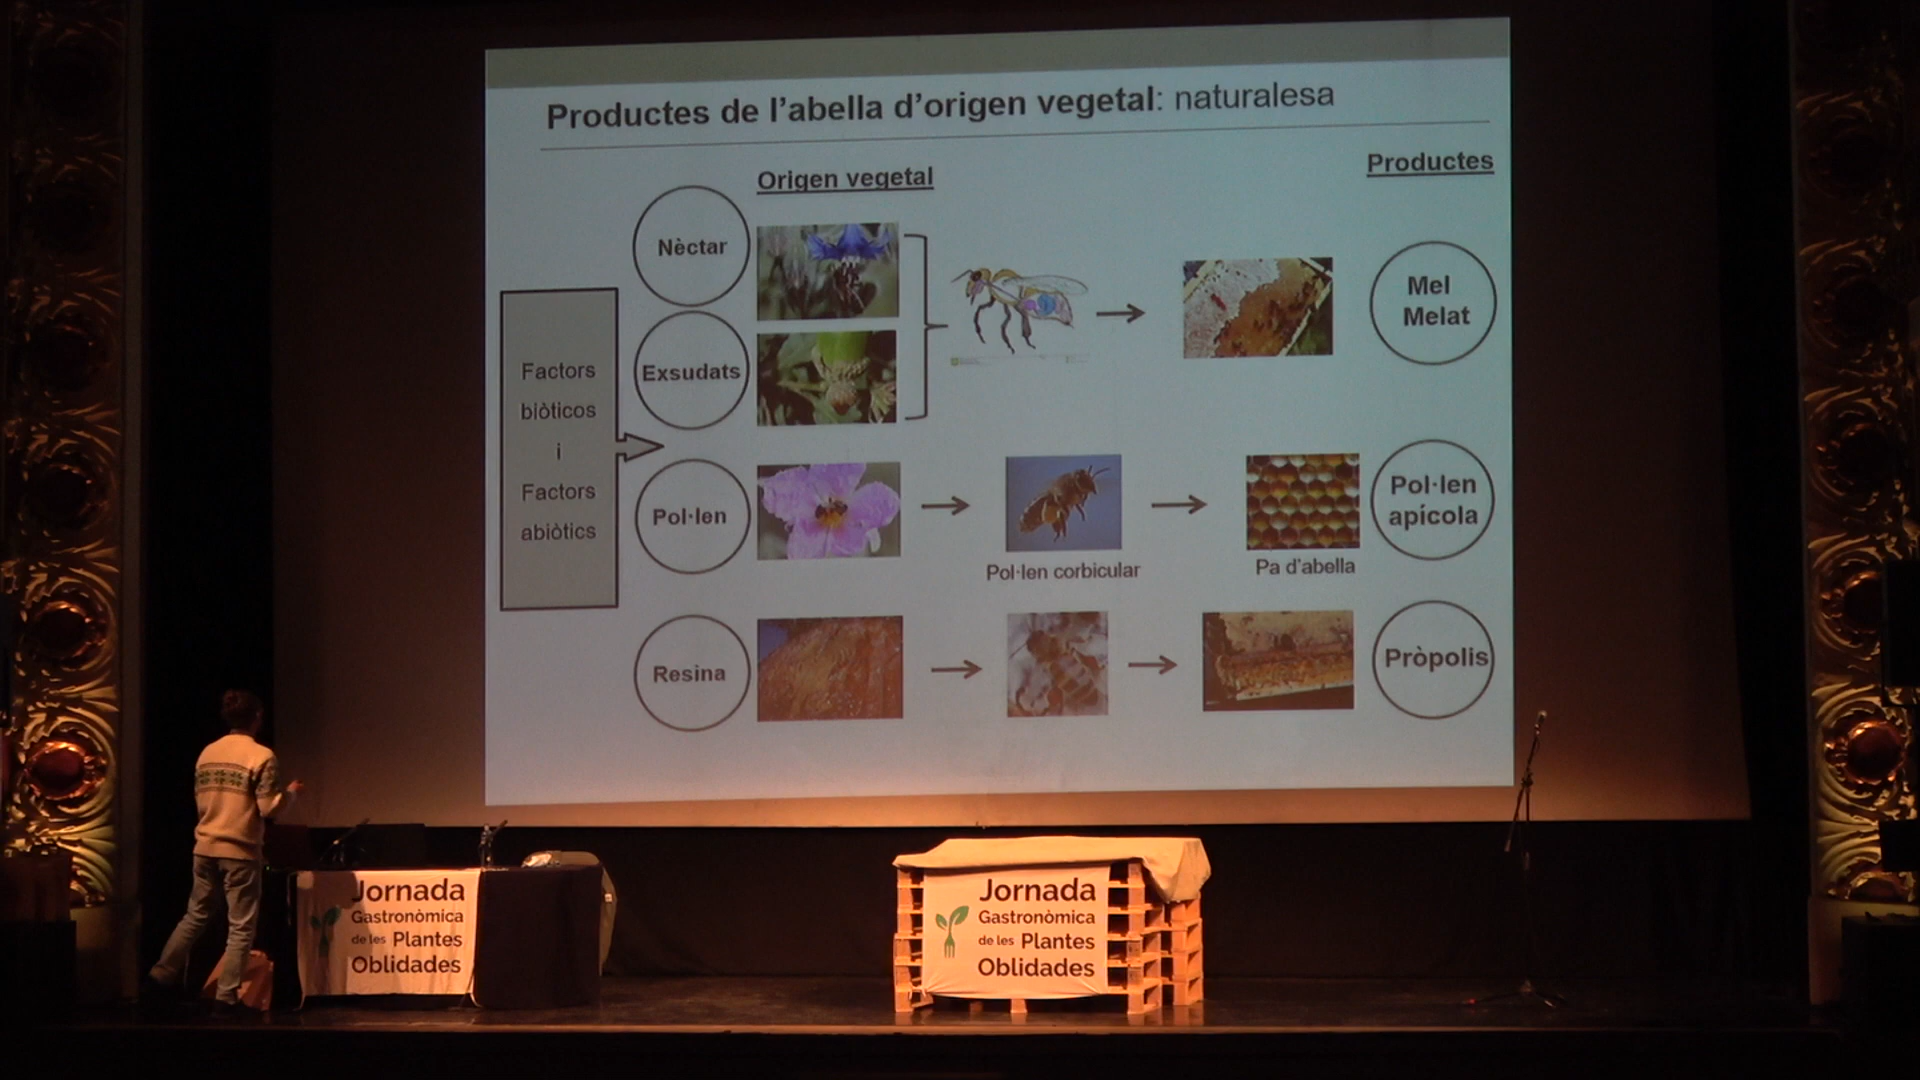 Productes de l'abella d'origen vegetal: naturalesa
Origen vegetal
Productes
Nèctar
Exsudats
Mel
Melat
Factors
biòticos
i
Factors
abiòtics
Pol·len
Pol·len corbicular
Pa d'abella
Pol·len
apícola
Resina
Pròpolis
Jornada
Gastronòmica
de les Plantes
Oblidades
Jornada
Gastronòmica
de les Plantes
Oblidades